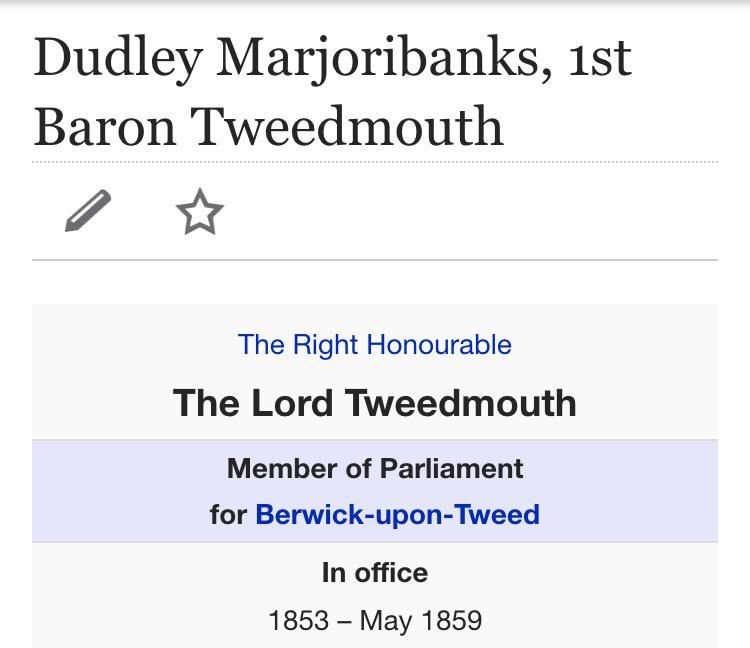 Dudley Marjoribanks, 1st
Baron Tweedmouth
The Right Honourable
The Lord Tweedmouth
Member of Parliament
for Berwick-upon-Tweed
In office
1853 – May 1859